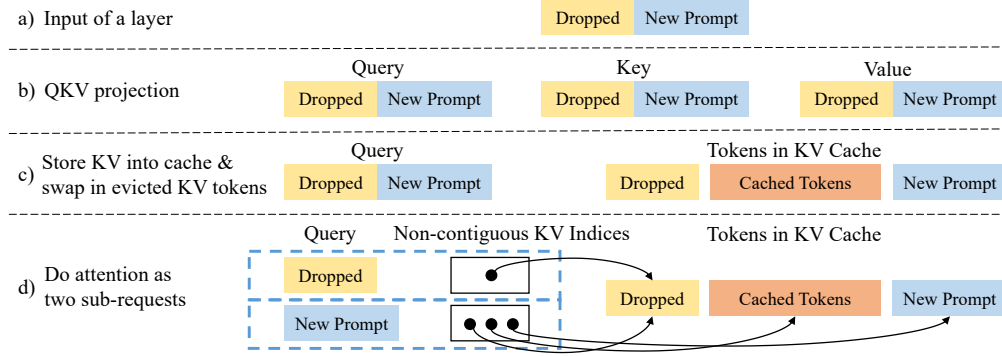 a) Input of a layer
Dropped New Prompt
Query Key Value
b) QKV projection
Dropped New Prompt Dropped New Prompt Dropped New Prompt
Query Tokens in KV Cache
c) Store KV into cache &
swap in evicted KV tokens
Dropped New Prompt Dropped Cached Tokens New Prompt
Query Non-contiguous KV Indices Tokens in KV Cache
d) Do attention as
two sub-requests
Dropped
New Prompt
Dropped Cached Tokens New Prompt